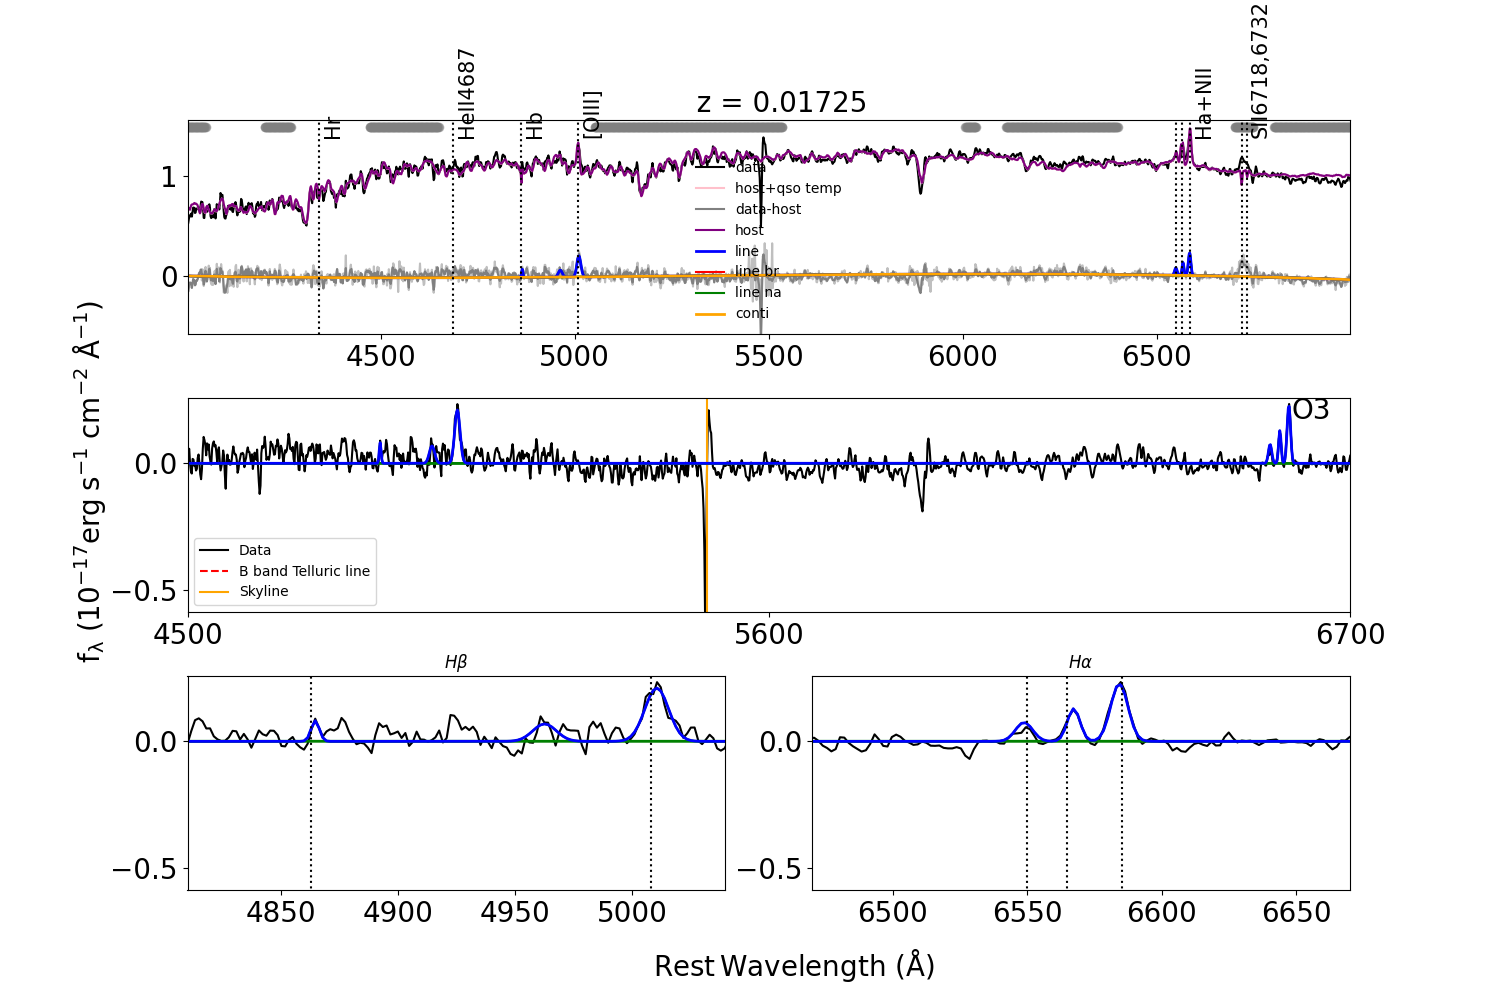 z = 0.01725
Hr
HeII4687
Hb
[OIII]
Ha+NII
SII6718,6732
data
host+qso temp
data-host
host
line
line br
line na
conti
1
0
4500
5000
5500
6000
6500
fλ (10⁻¹⁷erg s⁻¹ cm⁻² Å⁻¹)
O3
0.0
−0.5
Data
B band Telluric line
Skyline
4500
5600
6700
Hβ
0.0
−0.5
4850
4900
4950
5000
Hα
0.0
−0.5
6500
6550
6600
6650
Rest Wavelength (Å)